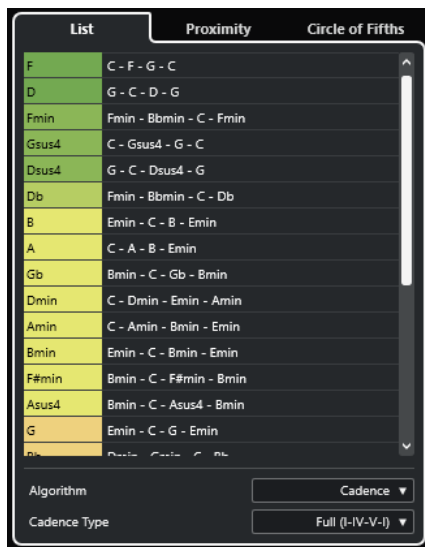 List Proximity Circle of Fifths
F C - F - G - C
D G - C - D - G
Fmin Fmin - Bbmin - C - Fmin
Gsus4 C - Gsus4 - G - C
Dsus4 G - C - Dsus4 - G
Db Fmin - Bbmin - C - Db
B Emin - C - B - Emin
A C - A - B - Emin
Gb Bmin - C - Gb - Bmin
Dmin C - Dmin - Emin - Amin
Amin C - Amin - Bmin - Emin
Bmin Emin - C - Bmin - Emin
F#min Bmin - C - F#min - Bmin
Asus4 Bmin - C - Asus4 - Bmin
G Emin - C - G - Emin
Algorithm Cadence
Cadence Type Full (I-IV-V-I)